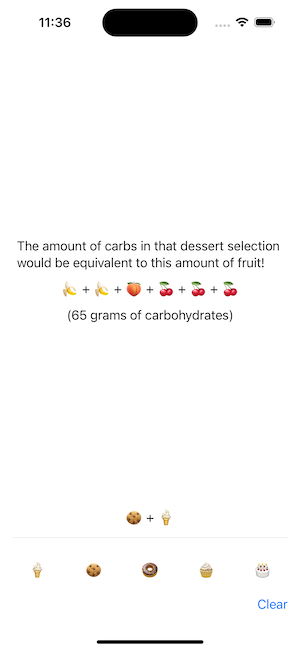 11:36
The amount of carbs in that dessert selection
would be equivalent to this amount of fruit!
🍌 + 🍌 + 🍑 + 🍒 + 🍒 + 🍒
(65 grams of carbohydrates)
🍪 + 🍦
🍦 🍪 🍩 🧁 🍰
Clear